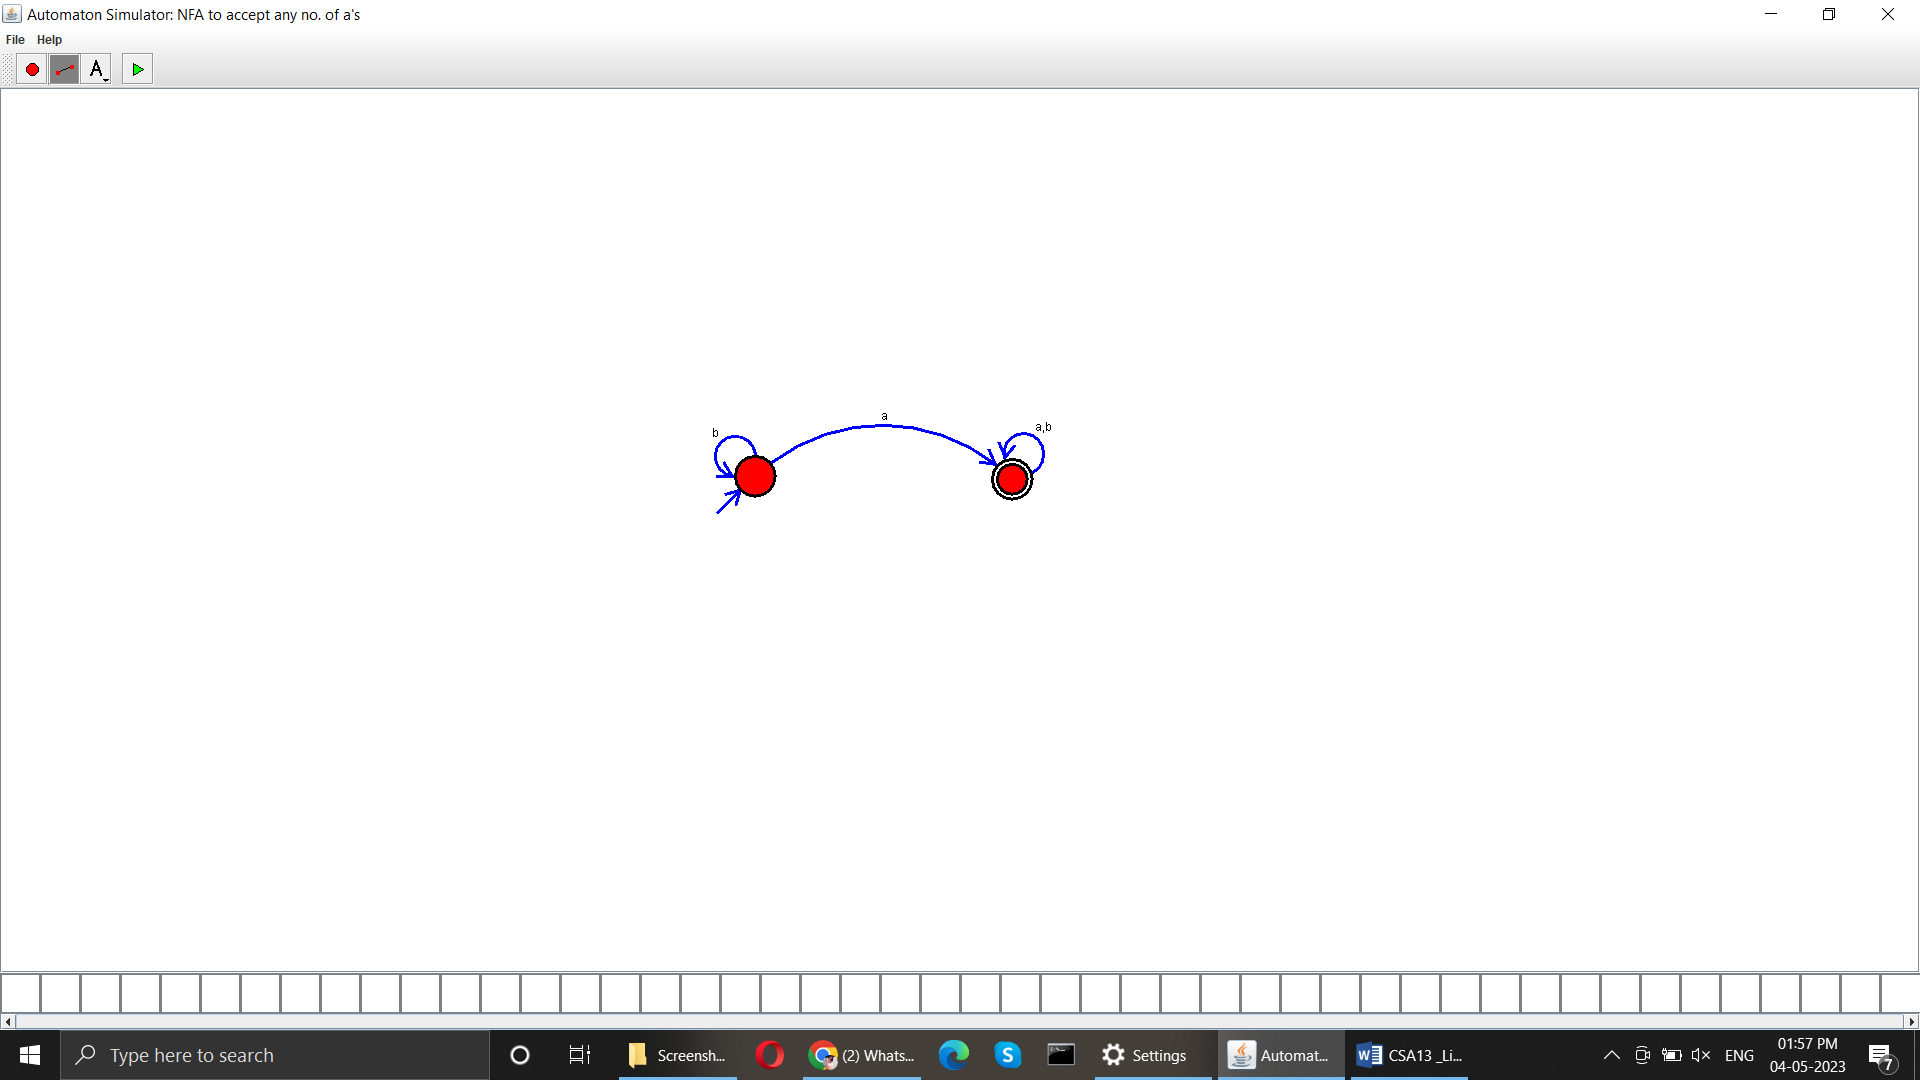 Automaton Simulator: NFA to accept any no. of a's
File Help
A
a
b
a,b
Type here to search
Screensh...
(2) Whats...
Settings
Automat...
CSA13 _Li...
ENG
01:57 PM
04-05-2023
7